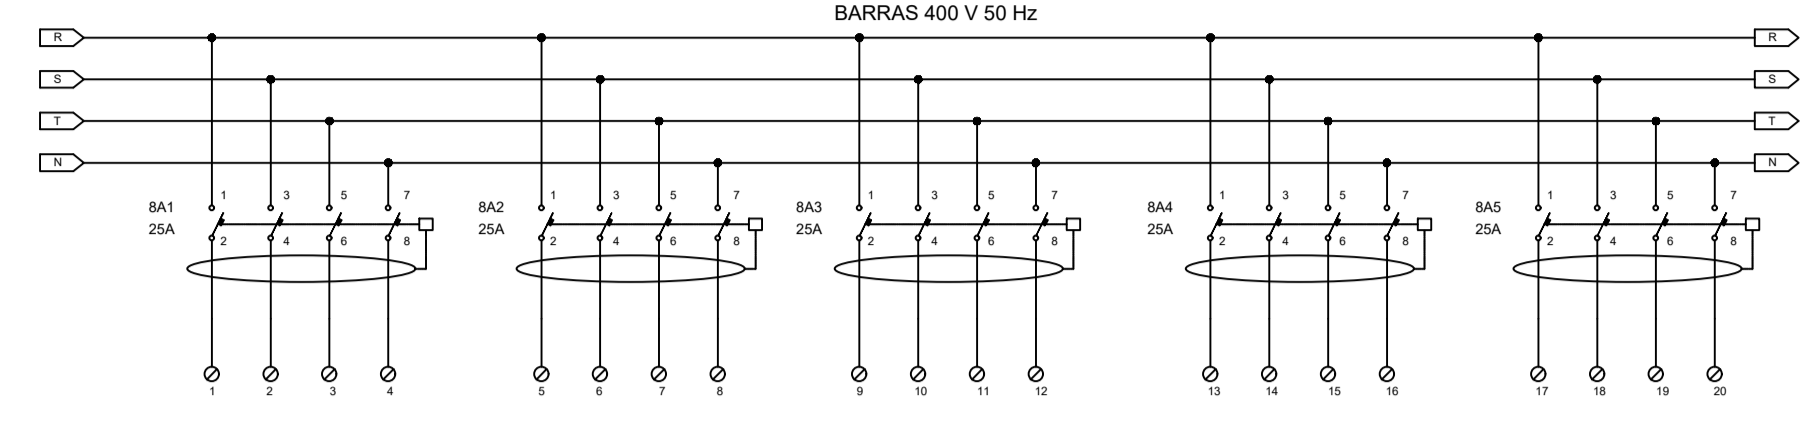 BARRAS 400 V 50 Hz
R R
S S
T T
N N
1 3 5 7 1 3 5 7 1 3 5 7 1 3 5 7 1 3 5 7
8A1 8A2 8A3 8A4 8A5
25A 25A 25A 25A 25A
2 4 6 8 2 4 6 8 2 4 6 8 2 4 6 8 2 4 6 8
1 2 3 4 5 6 7 8 9 10 11 12 13 14 15 16 17 18 19 20